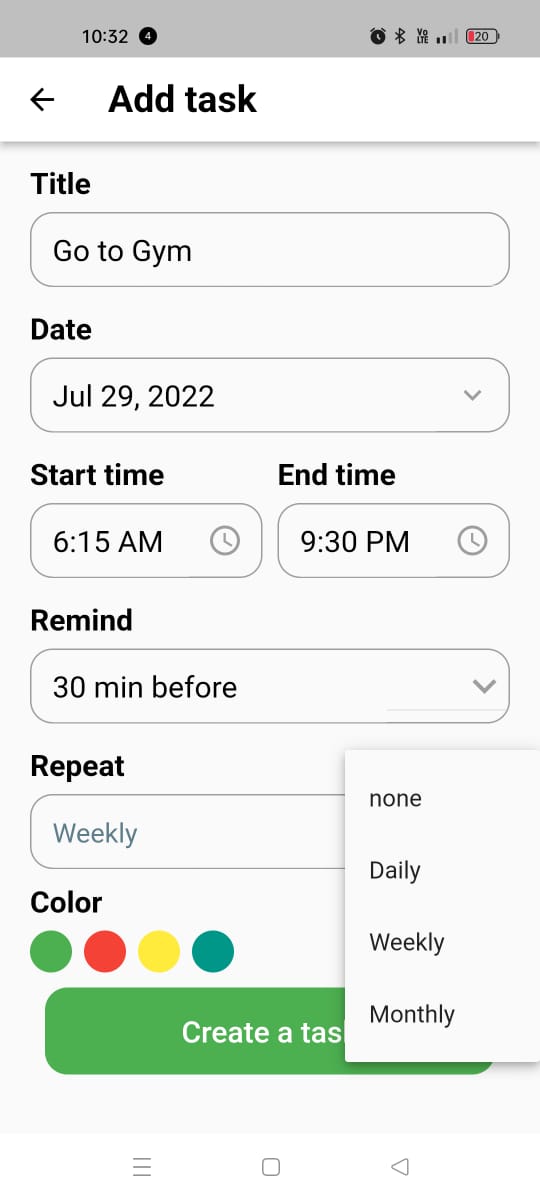 10:32 4 VO LTE 20
Add task
Title
Go to Gym
Date
Jul 29, 2022
Start time End time
6:15 AM 9:30 PM
Remind
30 min before
Repeat
Weekly
none
Daily
Weekly
Monthly
Color
Create a tas